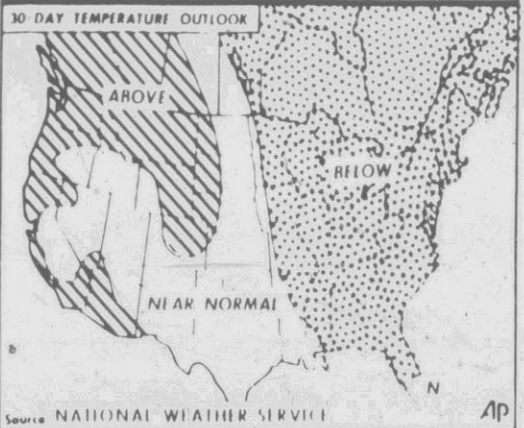 30 DAY TEMPERATURE OUTLOOK
ABOVE
BELOW
NEAR NORMAL
N
Source NATIONAL WEATHER SERVICE
AP